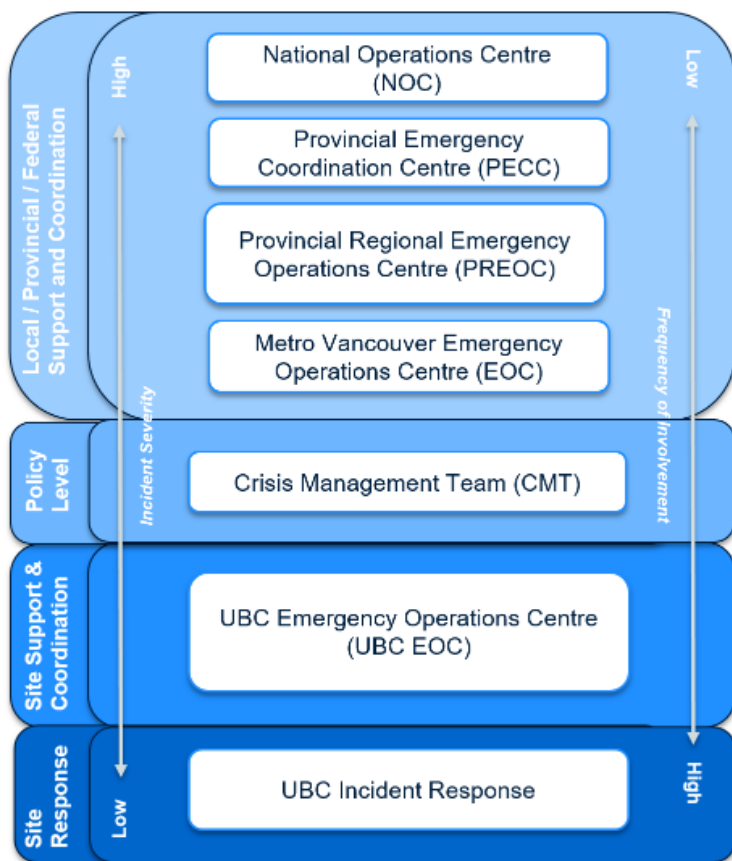 Local / Provincial / Federal
Support and Coordination
High
Incident Severity
Low
National Operations Centre
(NOC)
Provincial Emergency
Coordination Centre (PECC)
Provincial Regional Emergency
Operations Centre (PREOC)
Metro Vancouver Emergency
Operations Centre (EOC)
Low
Frequency of Involvement
High
Policy
Level
Crisis Management Team (CMT)
Site Support &
Coordination
UBC Emergency Operations Centre
(UBC EOC)
Site
Response
UBC Incident Response